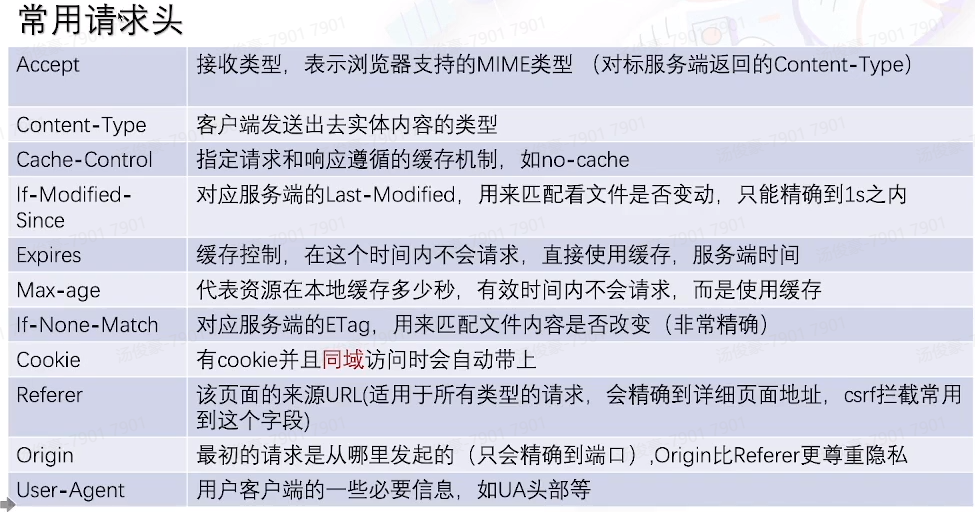 常用请求头
Accept 接收类型，表示浏览器支持的MIME类型 （对标服务端返回的Content-Type）
Content-Type 客户端发送出去实体内容的类型
Cache-Control 指定请求和响应遵循的缓存机制，如no-cache
If-Modified- 对应服务端的Last-Modified，用来匹配看文件是否变动，只能精确到1s之内
Since
Expires 缓存控制，在这个时间内不会请求，直接使用缓存，服务端时间
Max-age 代表资源在本地缓存多少秒，有效时间内不会请求，而是使用缓存
If-None-Match 对应服务端的ETag，用来匹配文件内容是否改变（非常精确）
Cookie 有cookie并且同域访问时会自动带上
Referer 该页面的来源URL(适用于所有类型的请求，会精确到详细页面地址，csrf拦截常用
到这个字段)
Origin 最初的请求是从哪里发起的（只会精确到端口）,Origin比Referer更尊重隐私
User-Agent 用户客户端的一些必要信息，如UA头部等